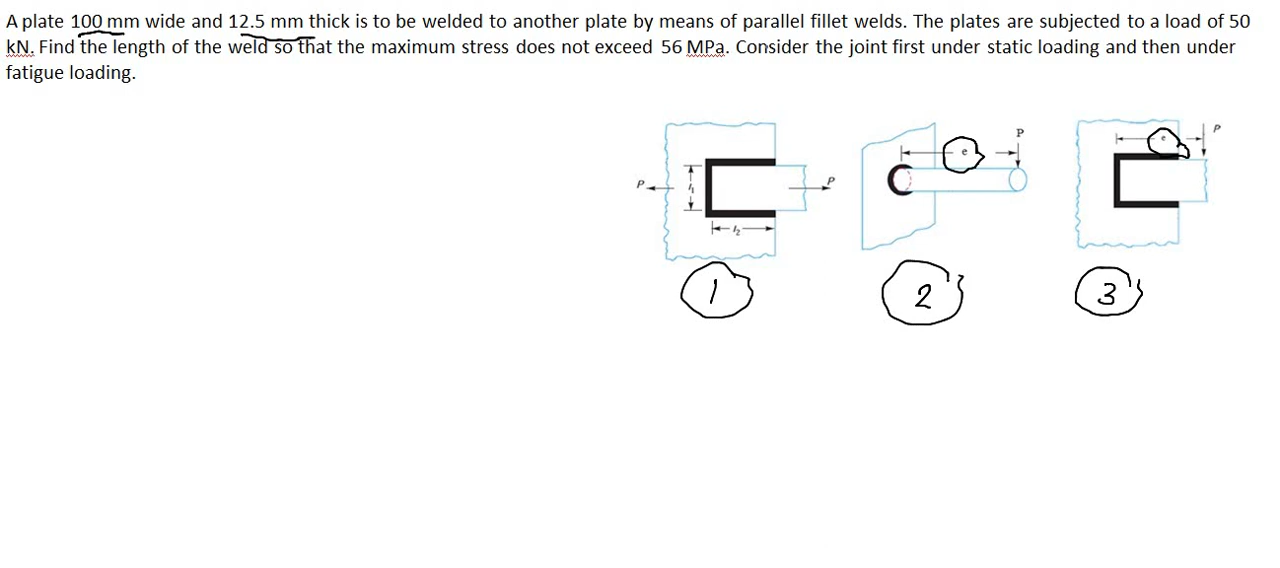 A plate 100 mm wide and 12.5 mm thick is to be welded to another plate by means of parallel fillet welds. The plates are subjected to a load of 50
kN. Find the length of the weld so that the maximum stress does not exceed 56 MPa. Consider the joint first under static loading and then under
fatigue loading.
P
P
l₁
l₂
P
e
P
e
1
2
3